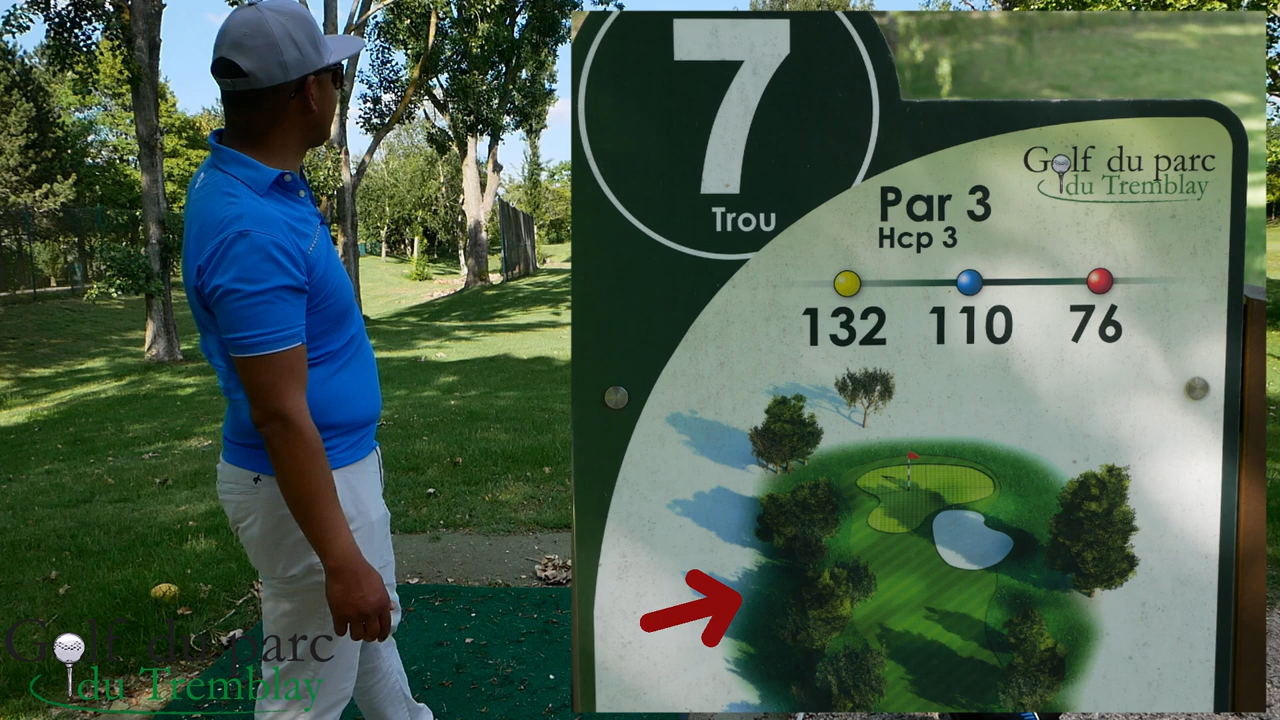 7
Trou
Golf du parc
du Tremblay
Par 3
Hcp 3
132 110 76
Golf du parc
du Tremblay